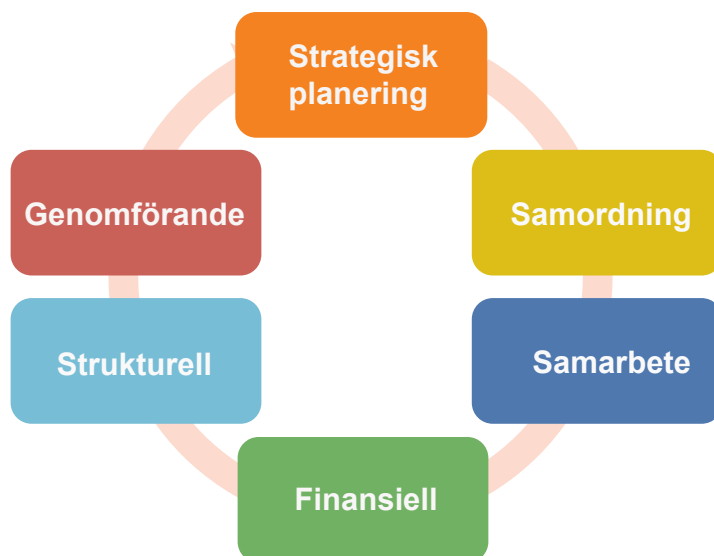 Strategisk
planering
Samordning
Samarbete
Finansiell
Strukturell
Genomförande